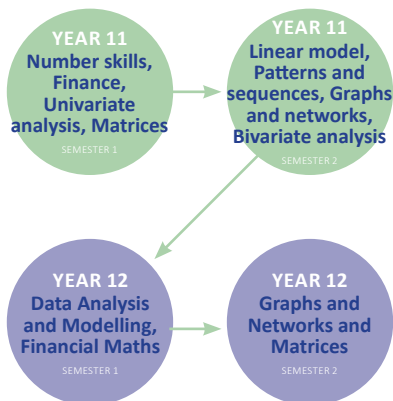 YEAR 11
Number skills,
Finance,
Univariate
analysis, Matrices
SEMESTER 1
YEAR 11
Linear model,
Patterns and
sequences, Graphs
and networks,
Bivariate analysis
SEMESTER 2
YEAR 12
Data Analysis
and Modelling,
Financial Maths
SEMESTER 1
YEAR 12
Graphs and
Networks and
Matrices
SEMESTER 2